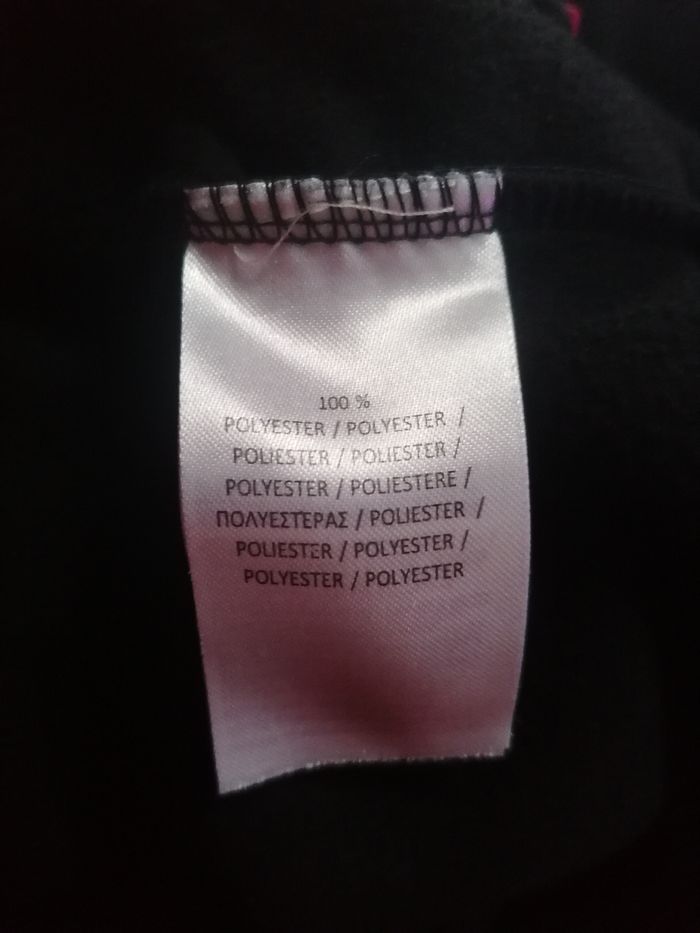 100 %
POLYESTER / POLYESTER /
POLIESTER / POLIESTER /
POLYESTER / POLIESTERE /
ΠΟΛΥΕΣΤΕΡΑΣ / POLIESTER /
POLIESTER / POLYESTER /
POLYESTER / POLYESTER